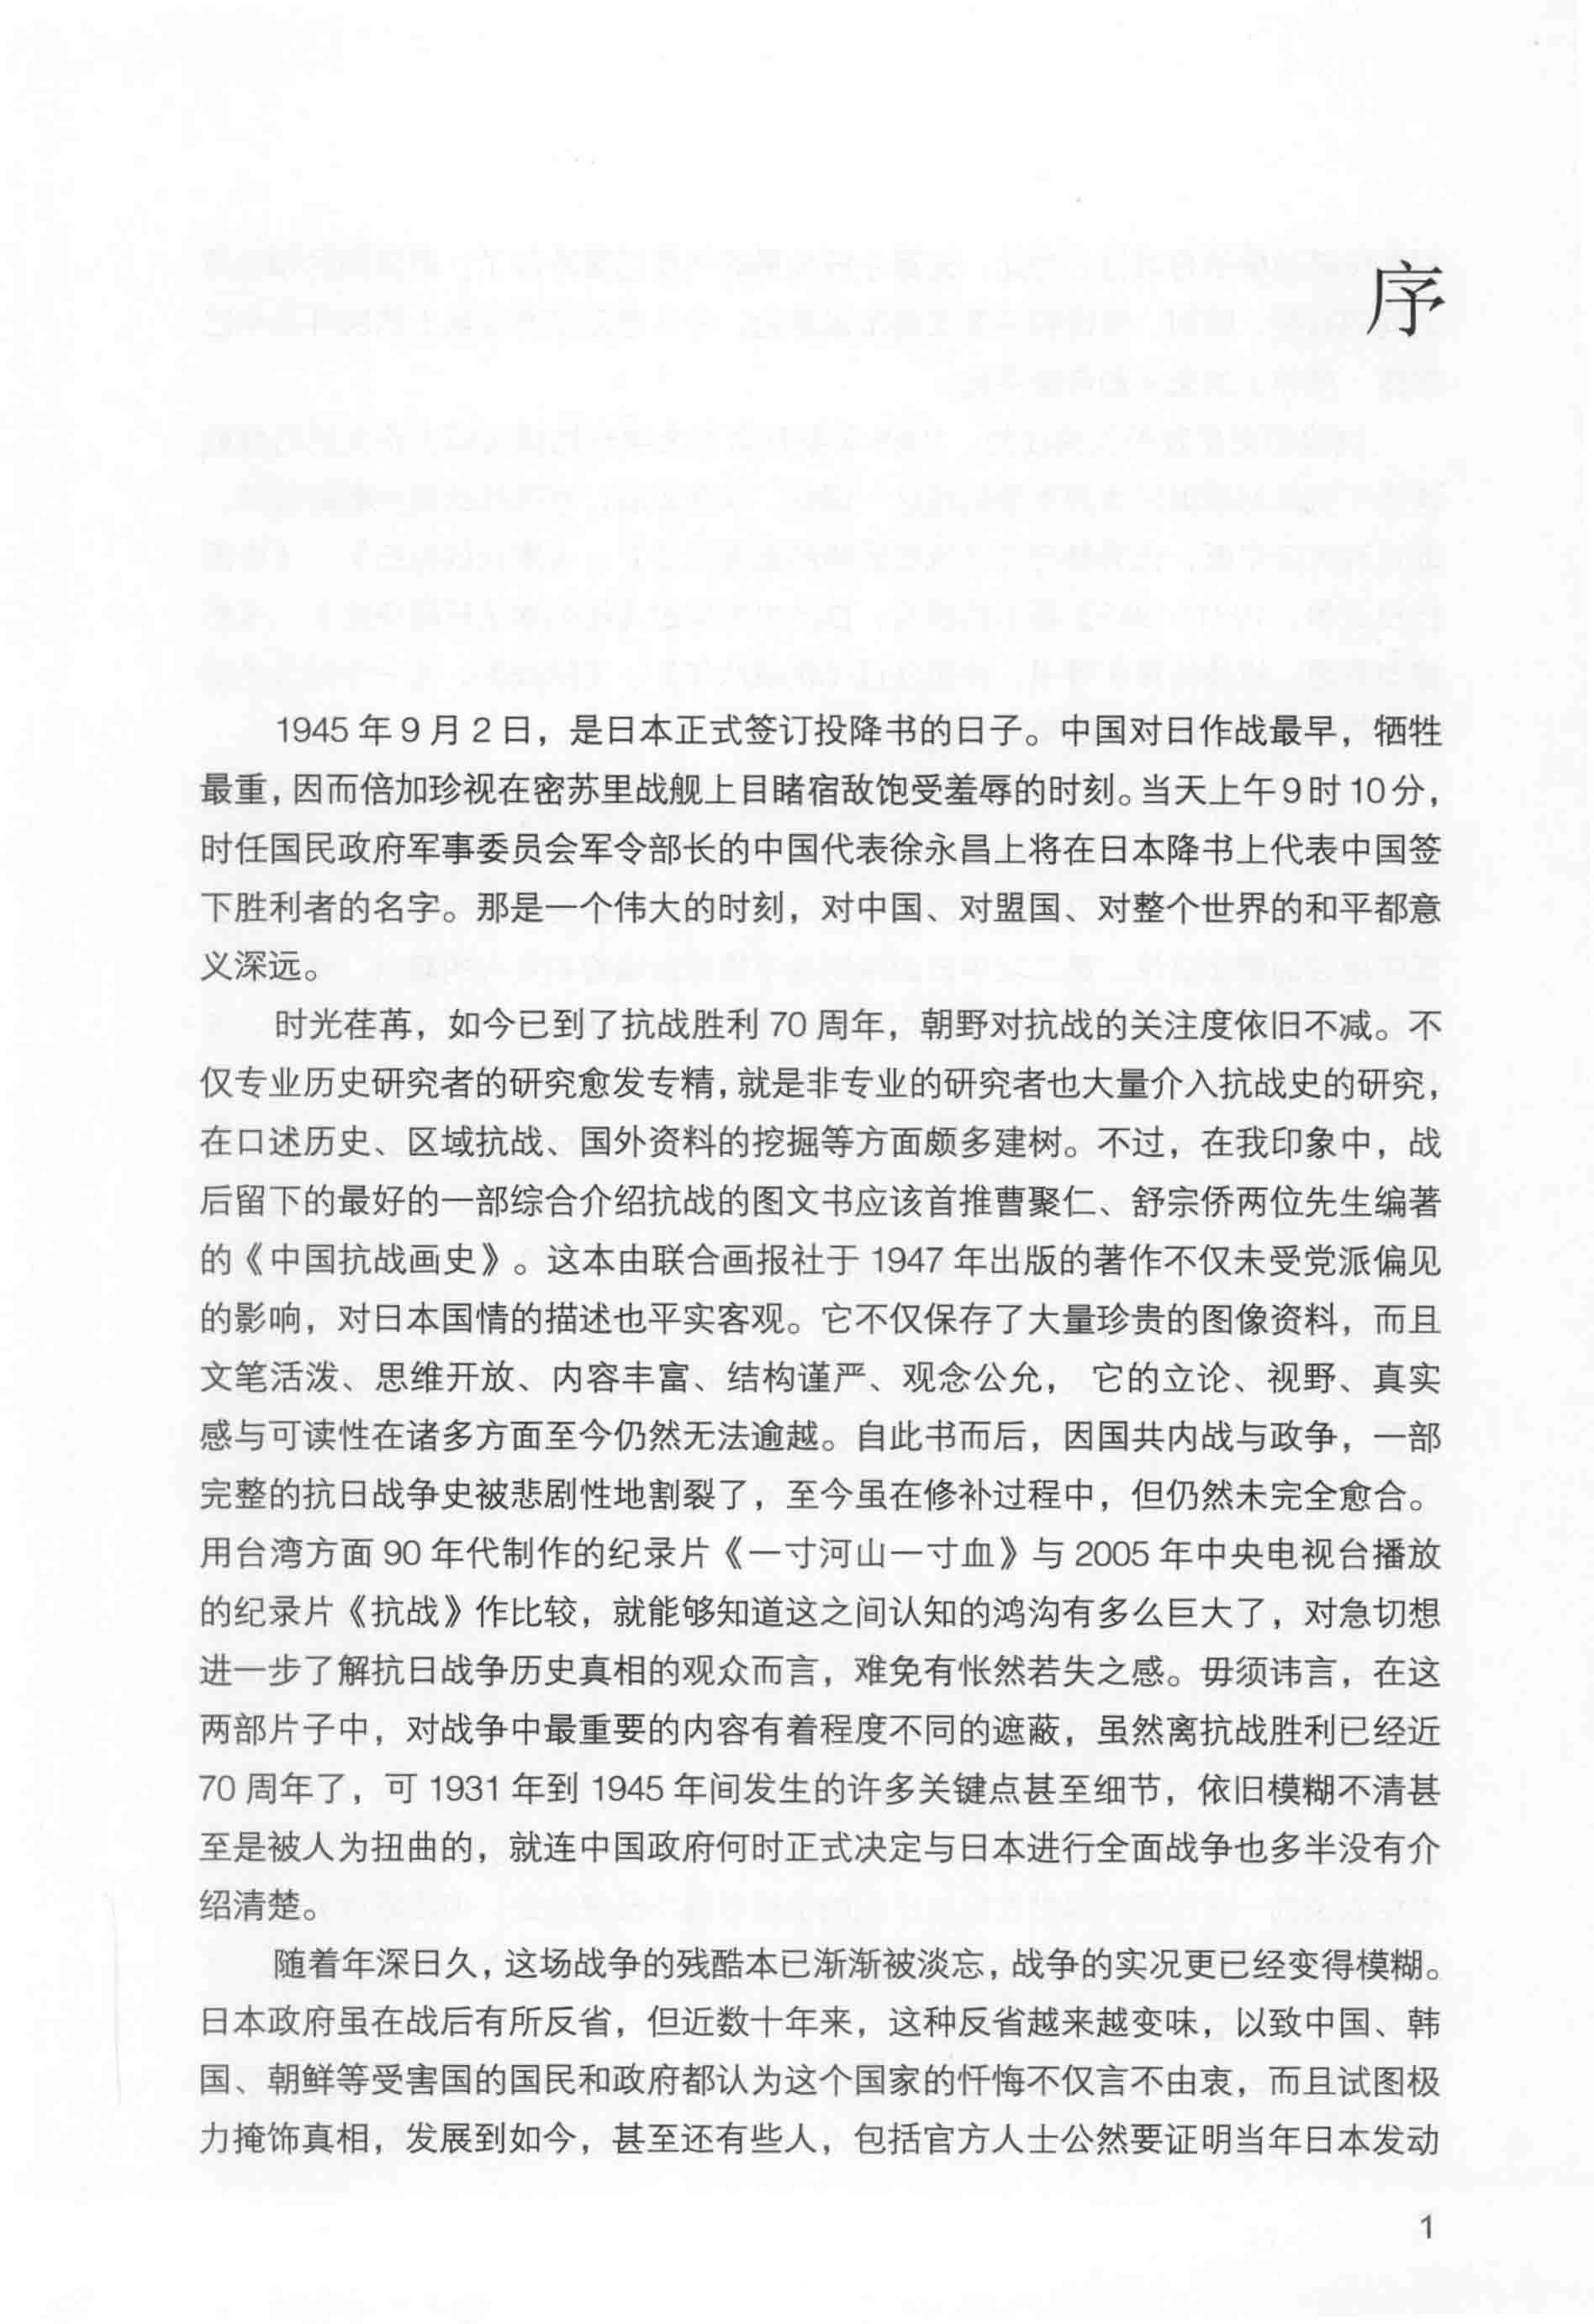 序
1945 年 9 月 2 日，是日本正式签订投降书的日子。中国对日作战最早，牺牲
最重，因而倍加珍视在密苏里战舰上目睹宿敌饱受羞辱的时刻。当天上午9时10分，
时任国民政府军事委员会军令部长的中国代表徐永昌上将在日本降书上代表中国签
下胜利者的名字。那是一个伟大的时刻，对中国、对盟国、对整个世界的和平都意
义深远。
时光荏苒，如今已到了抗战胜利 70 周年，朝野对抗战的关注度依旧不减。不
仅专业历史研究者的研究愈发专精，就是非专业的研究者也大量介入抗战史的研究，
在口述历史、区域抗战、国外资料的挖掘等方面颇多建树。不过，在我印象中，战
后留下的最好的一部综合介绍抗战的图文书应该首推曹聚仁、舒宗侨两位先生编著
的《中国抗战画史》。这本由联合画报社于 1947 年出版的著作不仅未受党派偏见
的影响，对日本国情的描述也平实客观。它不仅保存了大量珍贵的图像资料，而且
文笔活泼、思维开放、内容丰富、结构谨严、观念公允， 它的立论、视野、真实
感与可读性在诸多方面至今仍然无法逾越。自此书而后，因国共内战与政争，一部
完整的抗日战争史被悲剧性地割裂了，至今虽在修补过程中，但仍然未完全愈合。
用台湾方面 90 年代制作的纪录片《一寸河山一寸血》与 2005 年中央电视台播放
的纪录片《抗战》作比较，就能够知道这之间认知的鸿沟有多么巨大了，对急切想
进一步了解抗日战争历史真相的观众而言，难免有怅然若失之感。毋须讳言，在这
两部片子中，对战争中最重要的内容有着程度不同的遮蔽，虽然离抗战胜利已经近
70 周年了，可 1931 年到 1945 年间发生的许多关键点甚至细节，依旧模糊不清甚
至是被人为扭曲的，就连中国政府何时正式决定与日本进行全面战争也多半没有介
绍清楚。
随着年深日久，这场战争的残酷本已渐渐被淡忘，战争的实况更已经变得模糊。
日本政府虽在战后有所反省，但近数十年来，这种反省越来越变味，以致中国、韩
国、朝鲜等受害国的国民和政府都认为这个国家的忏悔不仅言不由衷，而且试图极
力掩饰真相，发展到如今，甚至还有些人，包括官方人士公然要证明当年日本发动
1